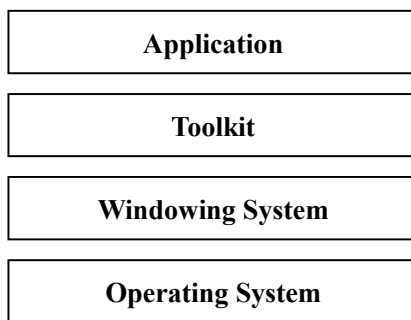 Application
Toolkit
Windowing System
Operating System